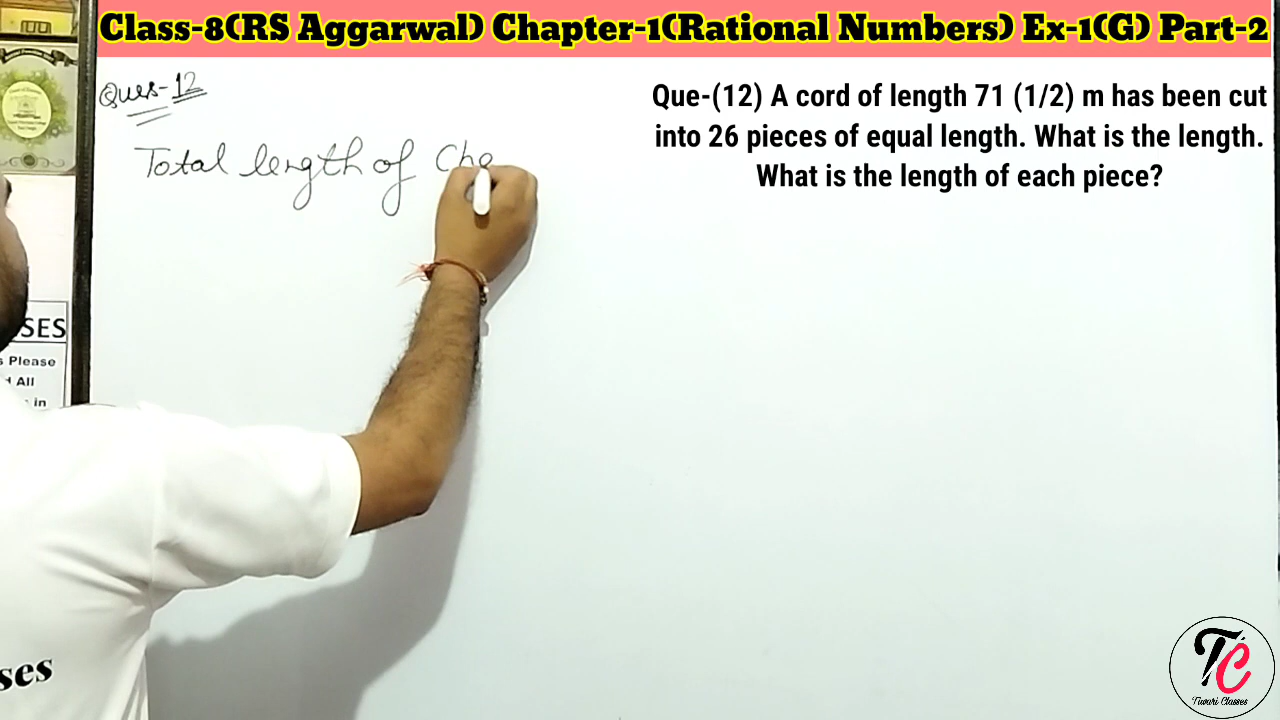 Class-8(RS Aggarwal) Chapter-1(Rational Numbers) Ex-1(G) Part-2
Ques-12
Total length of Cho
Que-(12) A cord of length 71 (1/2) m has been cut
into 26 pieces of equal length. What is the length.
What is the length of each piece?
SES
s Please
All
in
ses
TC
Tiwari Classes